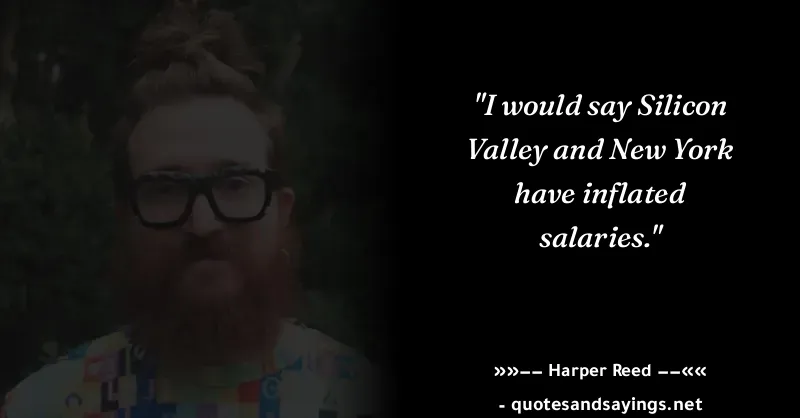 "I would say Silicon
Valley and New York
have inflated
salaries."
»»–– Harper Reed ––««
- quotesandsayings.net